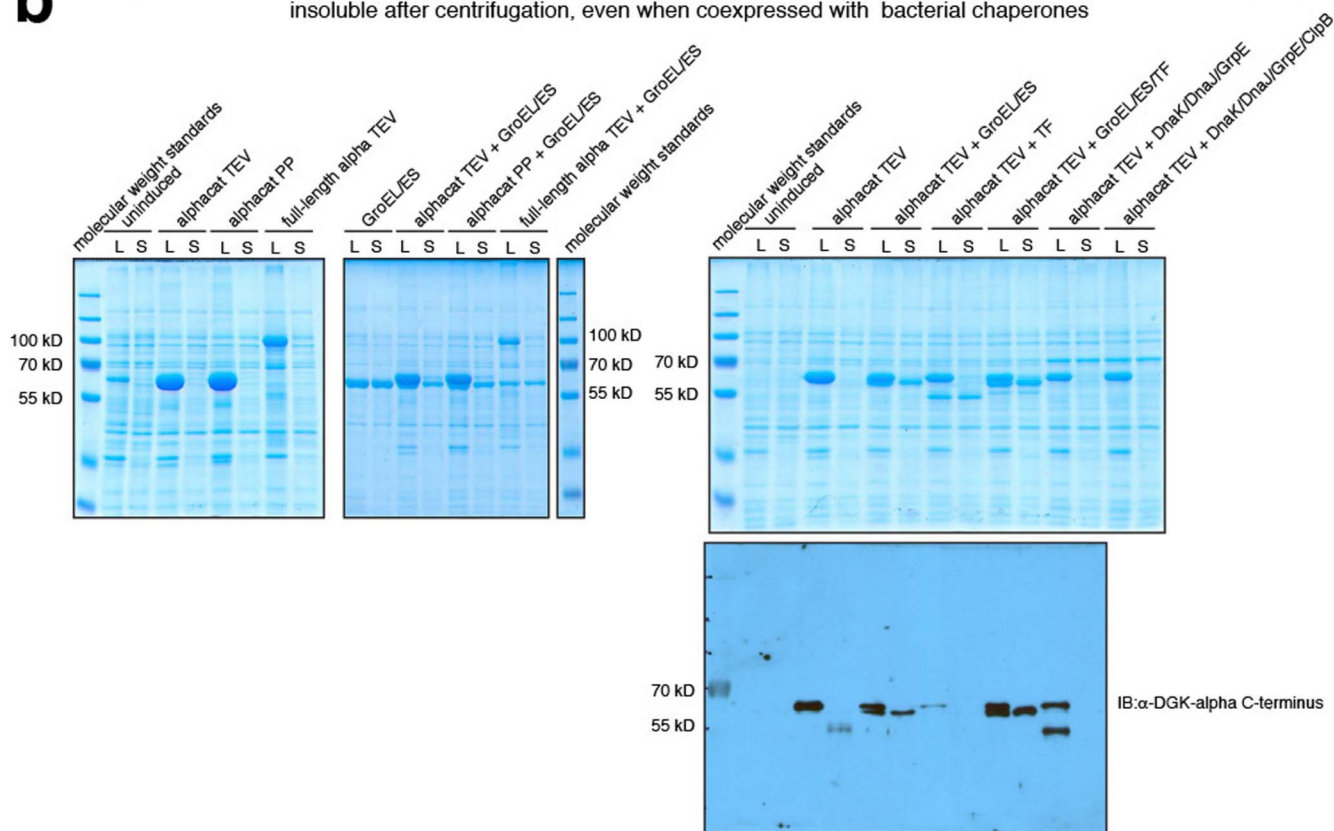 b
insoluble after centrifugation, even when coexpressed with bacterial chaperones
molecular weight standards
uninduced
alphacat TEV
alphacat PP
full-length alpha TEV
GroEL/ES
alphacat TEV + GroEL/ES
alphacat PP + GroEL/ES
full-length alpha TEV + GroEL/ES
molecular weight standards
molecular weight standards
uninduced
alphacat TEV
alphacat TEV + GroEL/ES
alphacat TEV + TF
alphacat TEV + GroEL/ES/TF
alphacat TEV + DnaK/DnaJ/GrpE
alphacat TEV + DnaK/DnaJ/GrpE/ClpB
L S L S L S L S
L S L S L S L S
L S L S L S L S L S L S L S
100 kD
70 kD
55 kD
100 kD
70 kD
55 kD
70 kD
55 kD
70 kD
55 kD
IB:α-DGK-alpha C-terminus